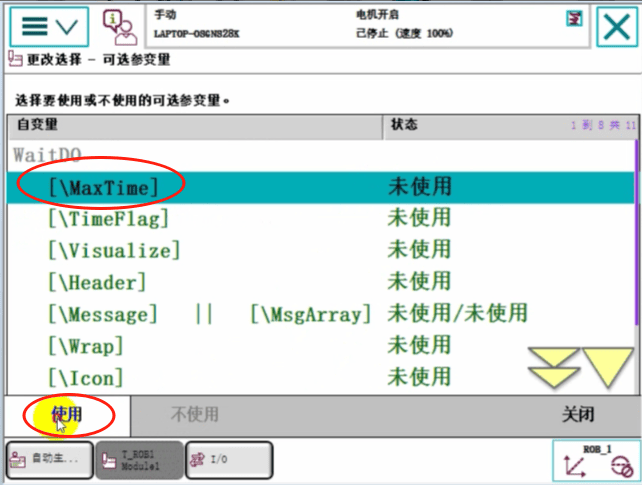 手动 电机开启
LAPTOP-O8GN828K 己停止 (速度 100%)
更改选择 - 可选参变量
选择要使用或不使用的可选参变量。
自变量 状态 1 到 8 共 11
WaitDO
[\MaxTime] 未使用
[\TimeFlag] 未使用
[\Visualize] 未使用
[\Header] 未使用
[\Message] || [\MsgArray] 未使用/未使用
[\Wrap] 未使用
[\Icon] 未使用
使用 不使用 关闭
自动生... T_ROB1 Module1 I/O ROB_1